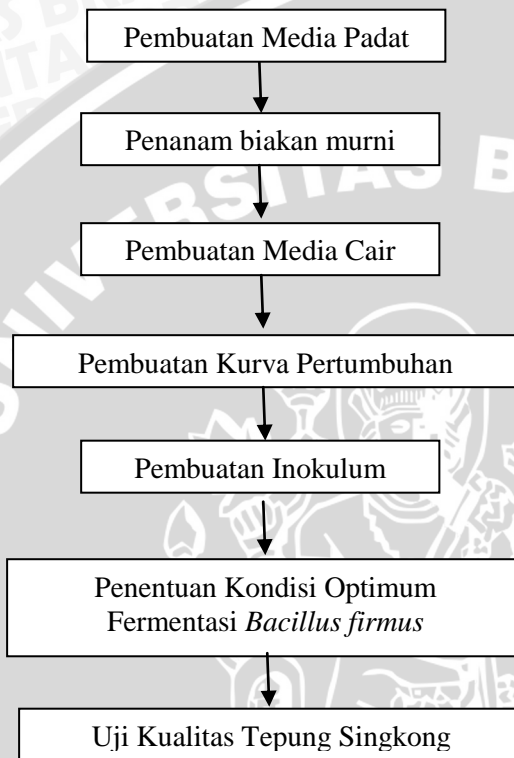 Pembuatan Media Padat
Penanam biakan murni
Pembuatan Media Cair
Pembuatan Kurva Pertumbuhan
Pembuatan Inokulum
Penentuan Kondisi Optimum
Fermentasi Bacillus firmus
Uji Kualitas Tepung Singkong